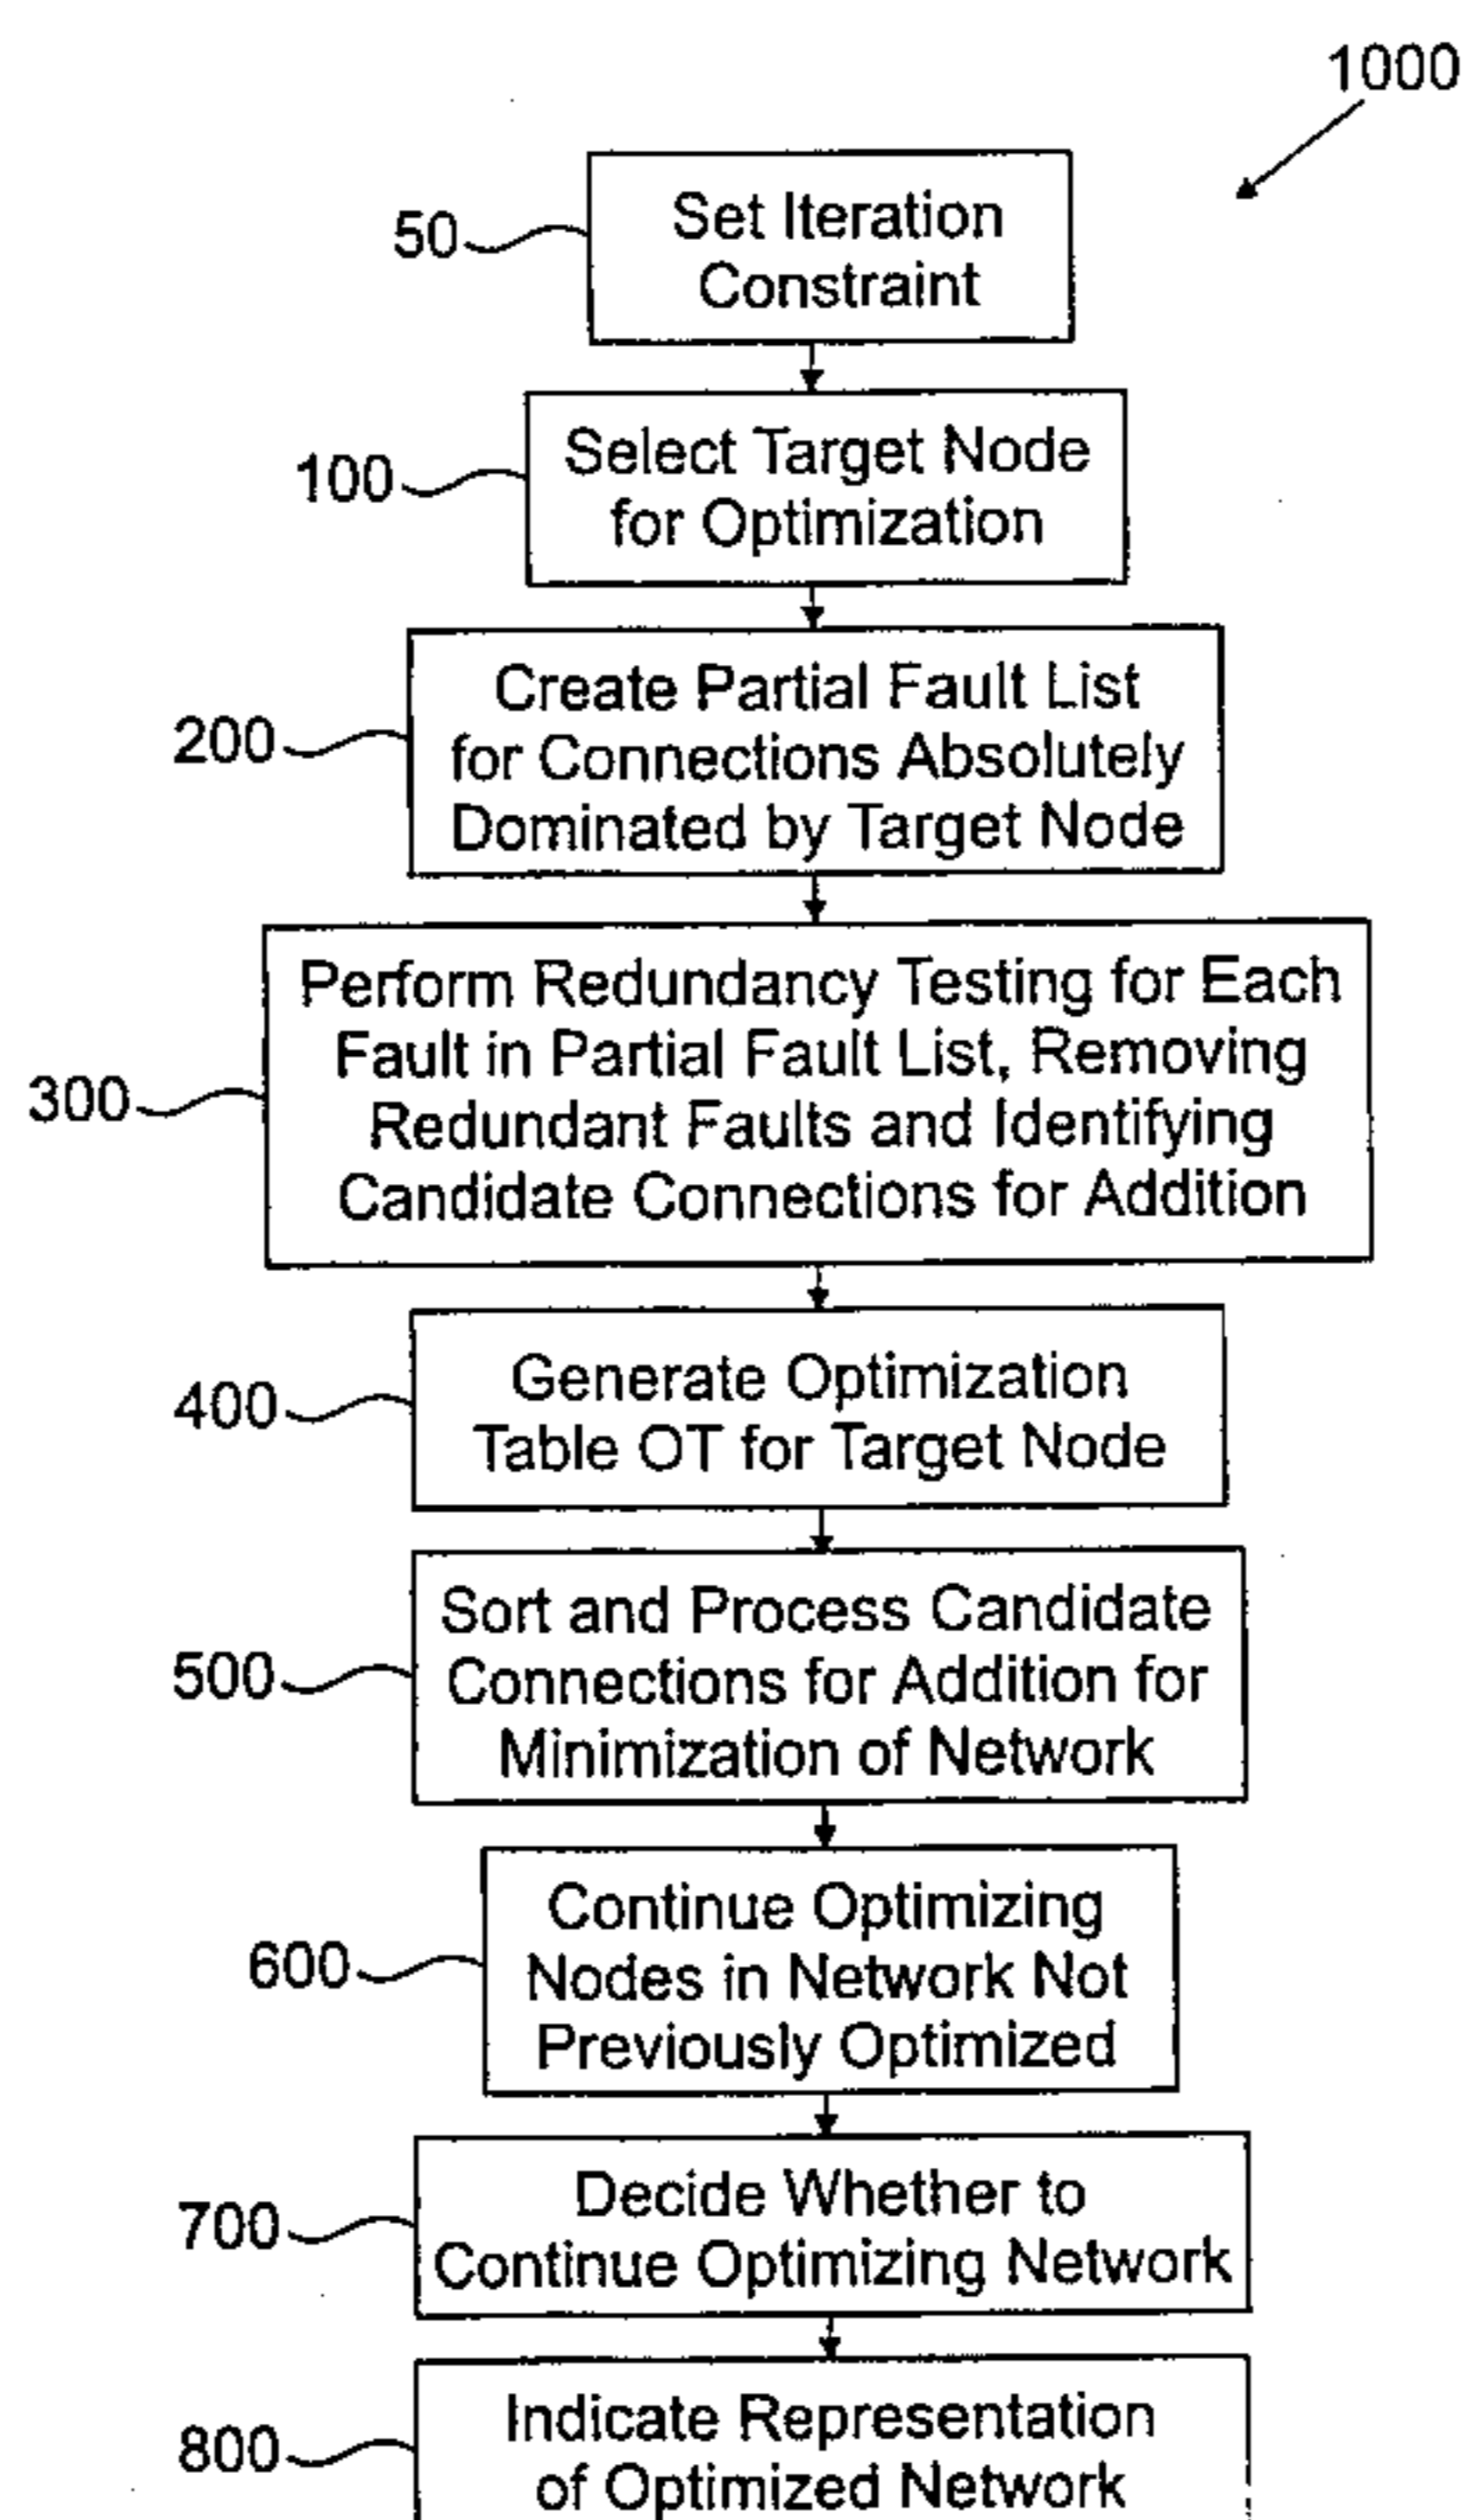 1000
50
Set Iteration
Constraint
100
Select Target Node
for Optimization
200
Create Partial Fault List
for Connections Absolutely
Dominated by Target Node
300
Perform Redundancy Testing for Each
Fault in Partial Fault List, Removing
Redundant Faults and Identifying
Candidate Connections for Addition
400
Generate Optimization
Table OT for Target Node
500
Sort and Process Candidate
Connections for Addition for
Minimization of Network
600
Continue Optimizing
Nodes in Network Not
Previously Optimized
700
Decide Whether to
Continue Optimizing Network
800
Indicate Representation
of Optimized Network